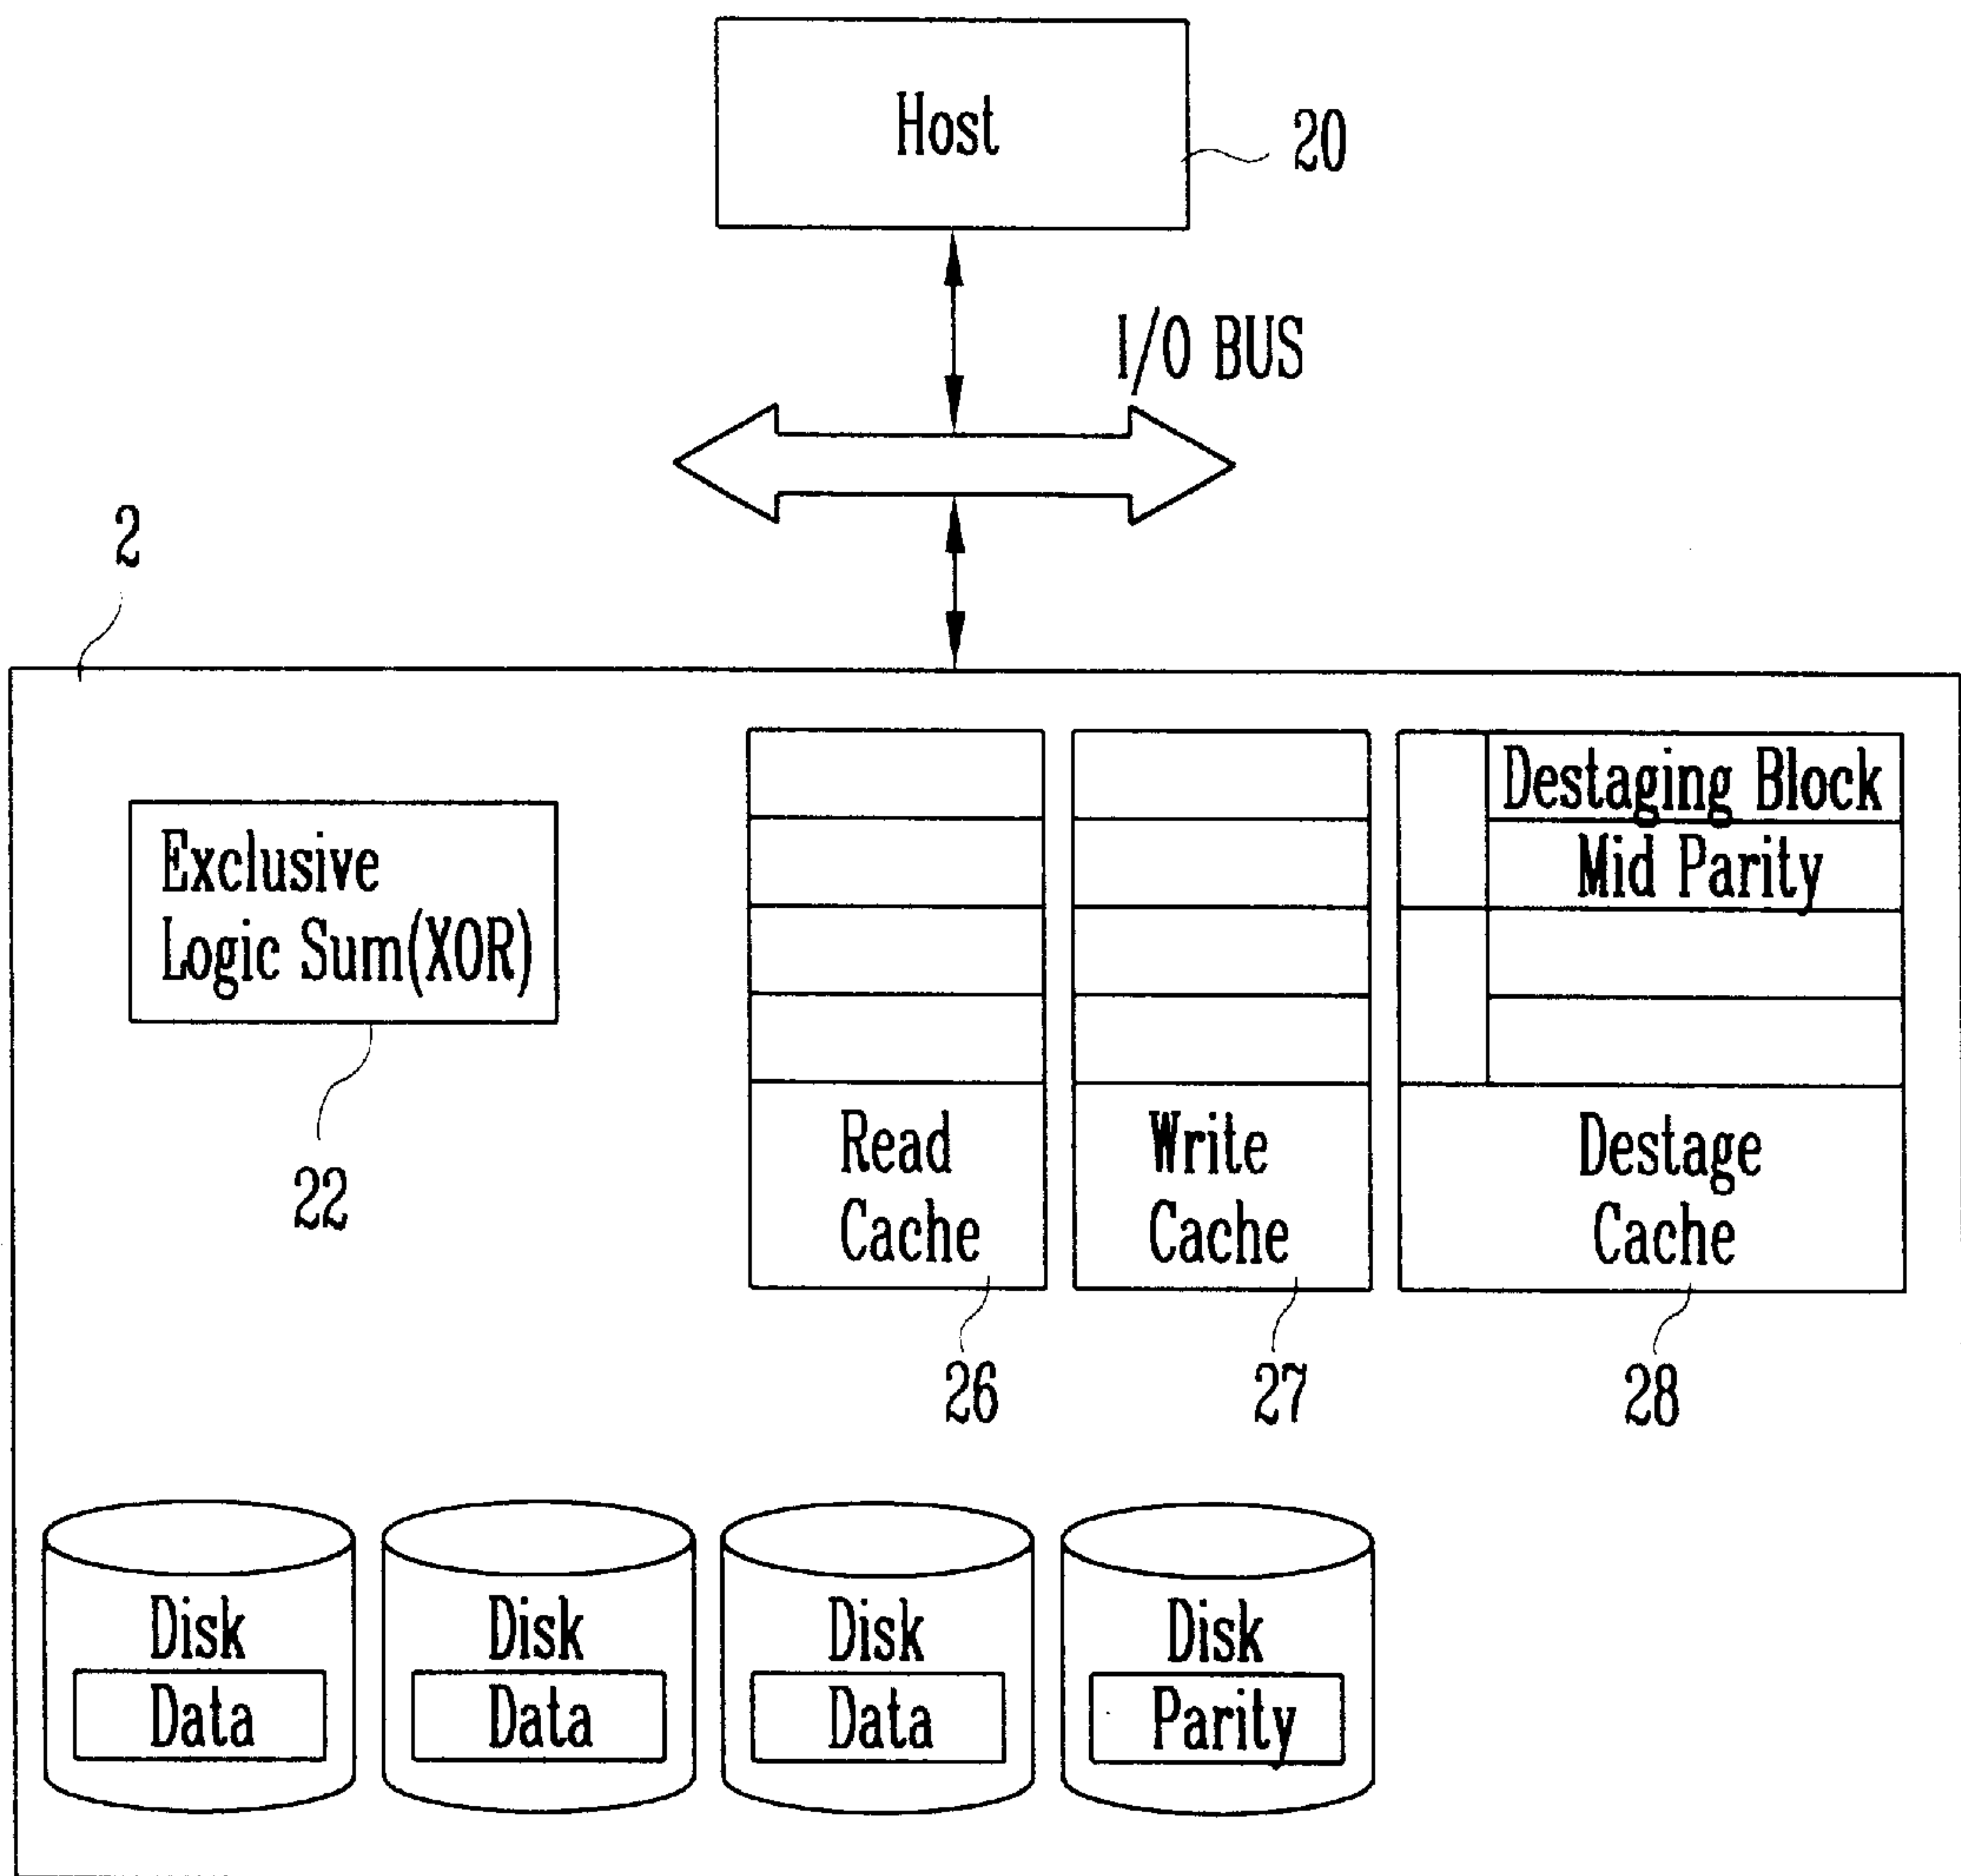 Host
20
I/O BUS
2
Destaging Block
Mid Parity
Exclusive
Logic Sum(XOR)
22
Read
Cache
26
Write
Cache
27
Destage
Cache
28
Disk
Data
Disk
Data
Disk
Data
Disk
Parity